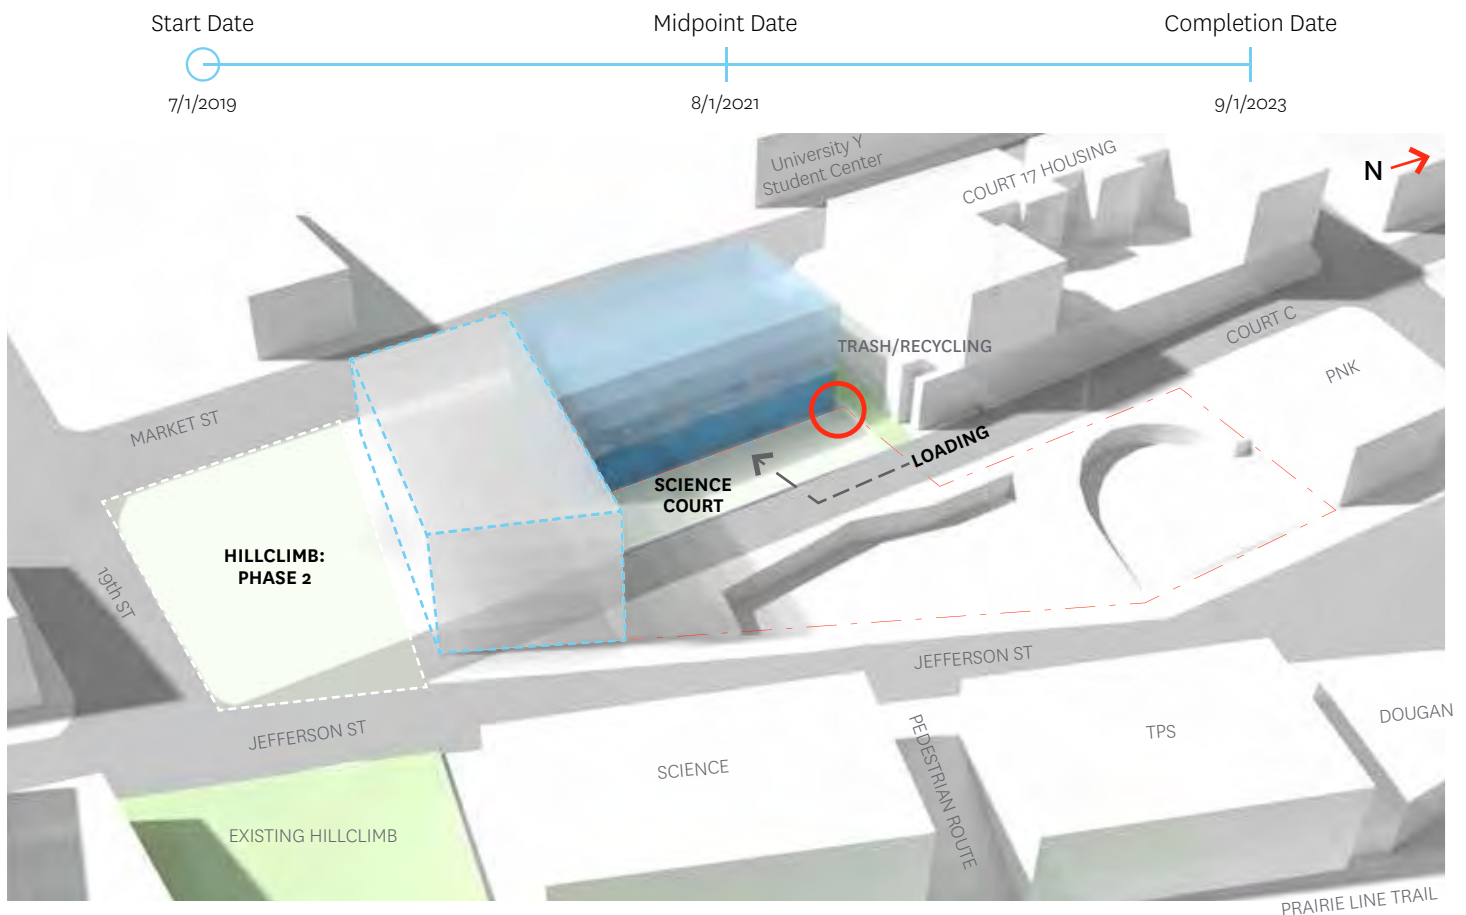 Start Date
Midpoint Date
Completion Date
7/1/2019
8/1/2021
9/1/2023
University Y
Student Center
COURT 17 HOUSING
N
TRASH/RECYCLING
COURT C
PNK
MARKET ST
LOADING
SCIENCE
COURT
HILLCLIMB:
PHASE 2
19th ST
JEFFERSON ST
JEFFERSON ST
PEDESTRIAN ROUTE
DOUGAN
TPS
SCIENCE
EXISTING HILLCLIMB
PRAIRIE LINE TRAIL